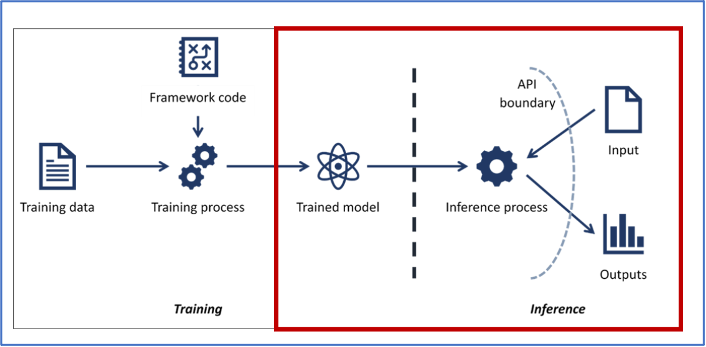 Framework code
API
boundary
Training data
Training process
Trained model
Inference process
Input
Outputs
Training
Inference